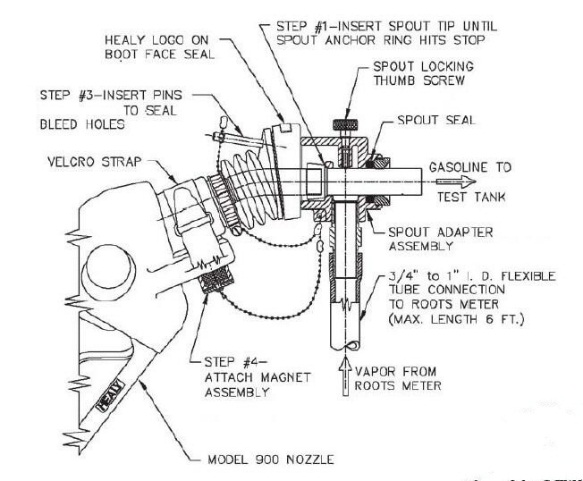 STEP #1-INSERT SPOUT TIP UNTIL
SPOUT ANCHOR RING HITS STOP
HEALY LOGO ON
BOOT FACE SEAL
SPOUT LOCKING
THUMB SCREW
STEP #3-INSERT PINS
TO SEAL
BLEED HOLES
SPOUT SEAL
VELCRO STRAP
GASOLINE TO
TEST TANK
SPOUT ADAPTER
ASSEMBLY
3/4" to 1" I. D. FLEXIBLE
TUBE CONNECTION
TO ROOTS METER
(MAX. LENGTH 6 FT.)
STEP #4-
ATTACH MAGNET
ASSEMBLY
VAPOR FROM
ROOTS METER
HEALY
MODEL 900 NOZZLE